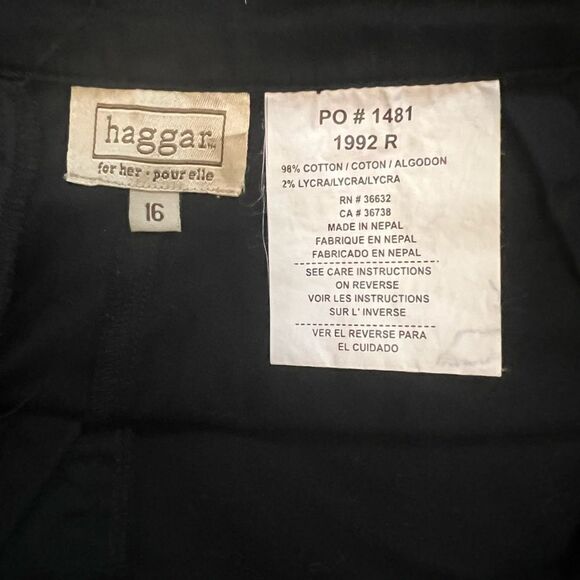 haggar
for her • pour elle
16
PO # 1481
1992 R
98% COTTON / COTON / ALGODON
2% LYCRA/LYCRA/LYCRA
RN # 36632
CA # 36738
MADE IN NEPAL
FABRIQUE EN NEPAL
FABRICADO EN NEPAL
SEE CARE INSTRUCTIONS
ON REVERSE
VOIR LES INSTRUCTIONS
SUR L' INVERSE
VER EL REVERSE PARA
EL CUIDADO